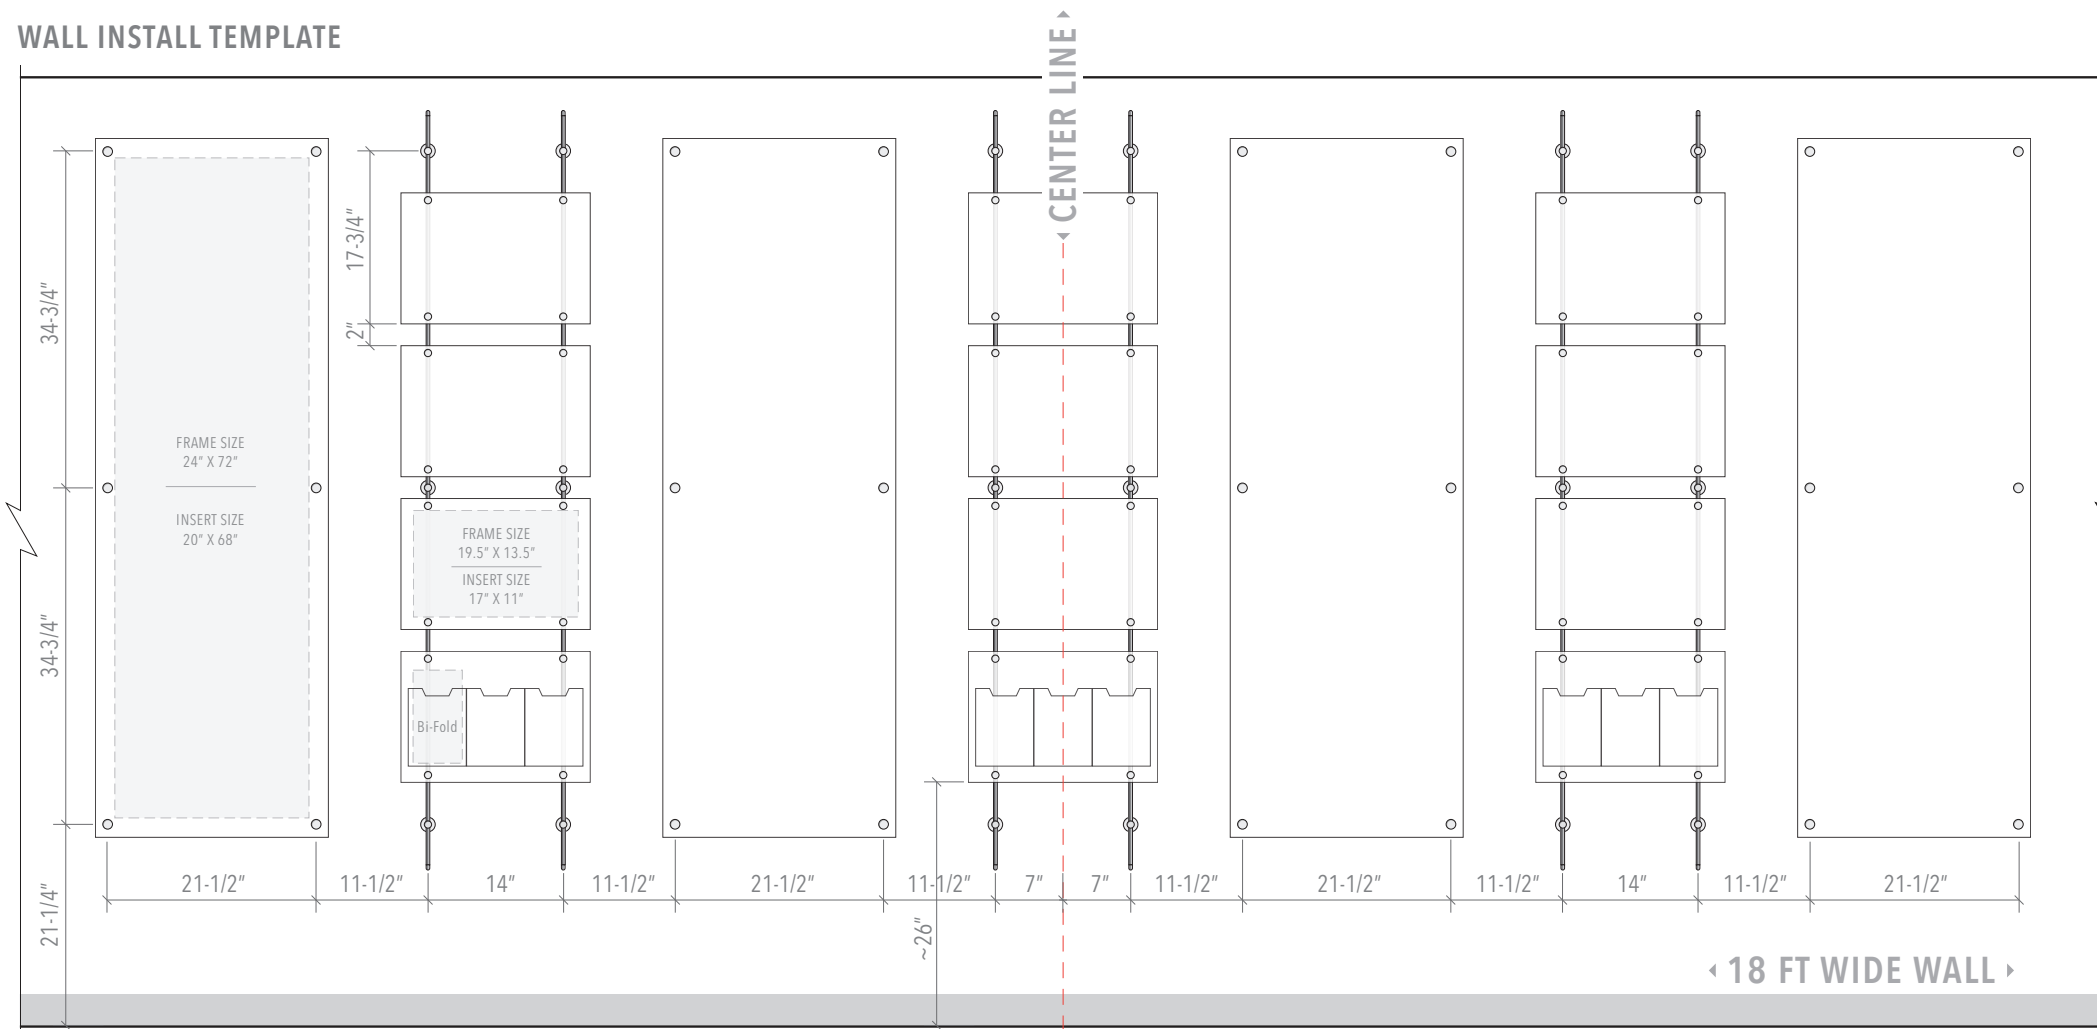 WALL INSTALL TEMPLATE
CENTER LINE
17-3/4"
34-3/4"
2"
FRAME SIZE
24" X 72"
INSERT SIZE
20" X 68"
FRAME SIZE
19.5" X 13.5"
INSERT SIZE
17" X 11"
34-3/4"
Bi-Fold
21-1/2"
11-1/2"
14"
11-1/2"
21-1/2"
11-1/2"
7"
7"
11-1/2"
21-1/2"
11-1/2"
14"
11-1/2"
21-1/2"
21-1/4"
~26"
18 FT WIDE WALL